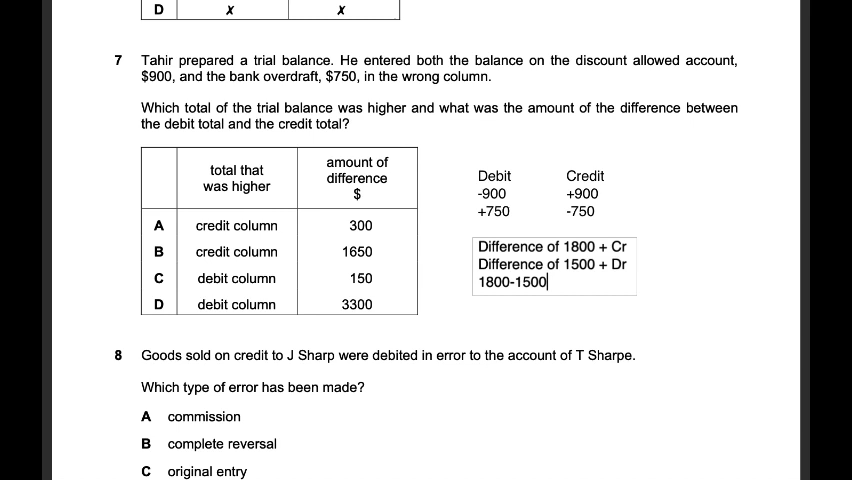 D ✗ ✗
7 Tahir prepared a trial balance. He entered both the balance on the discount allowed account,
$900, and the bank overdraft, $750, in the wrong column.
Which total of the trial balance was higher and what was the amount of the difference between
the debit total and the credit total?
total that
was higher
amount of
difference
$
A credit column 300
B credit column 1650
C debit column 150
D debit column 3300
Debit Credit
-900 +900
+750 -750
Difference of 1800 + Cr
Difference of 1500 + Dr
1800-1500
8 Goods sold on credit to J Sharp were debited in error to the account of T Sharpe.
Which type of error has been made?
A commission
B complete reversal
C original entry